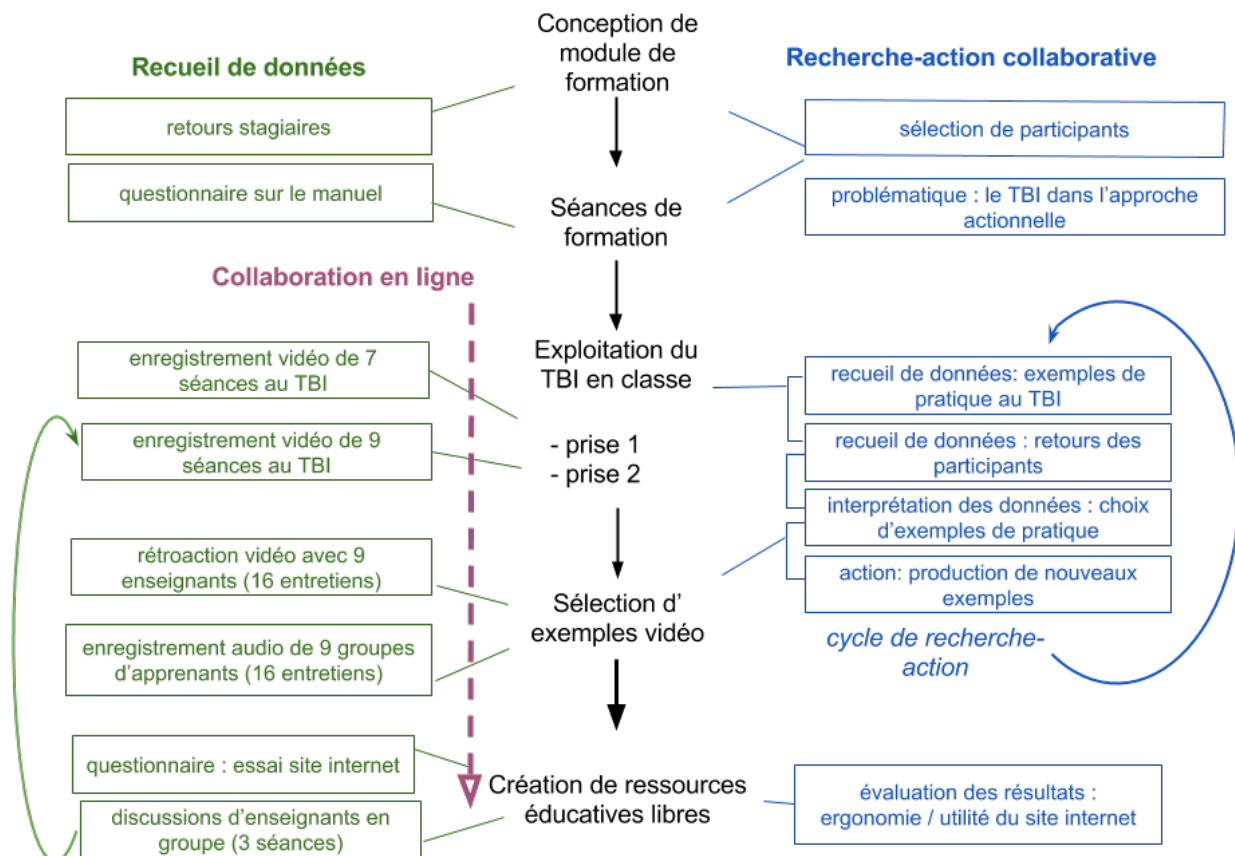 Conception de
module de
formation
Recueil de données
Recherche-action collaborative
retours stagiaires
sélection de participants
questionnaire sur le manuel
problématique : le TBI dans l'approche
actionnelle
Séances de
formation
Collaboration en ligne
Exploitation du
TBI en classe
enregistrement vidéo de 7
séances au TBI
recueil de données: exemples de
pratique au TBI
enregistrement vidéo de 9
séances au TBI
- prise 1
- prise 2
recueil de données : retours des
participants
interprétation des données : choix
d'exemples de pratique
rétroaction vidéo avec 9
enseignants (16 entretiens)
action: production de nouveaux
exemples
Sélection d'
exemples vidéo
enregistrement audio de 9 groupes
d'apprenants (16 entretiens)
cycle de recherche-
action
questionnaire : essai site internet
Création de ressources
éducatives libres
évaluation des résultats :
ergonomie / utilité du site internet
discussions d'enseignants en
groupe (3 séances)